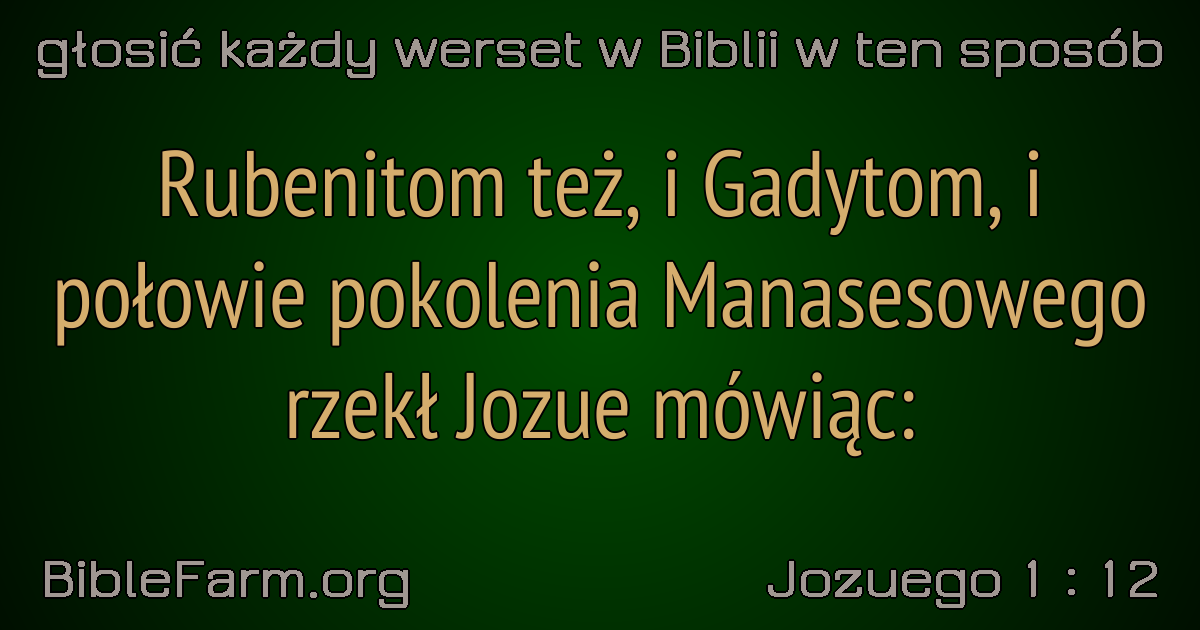 głosić każdy werset w Biblii w ten sposób
Rubenitom też, i Gadytom, i
połowie pokolenia Manasesowego
rzekł Jozue mówiąc:
BibleFarm.org
Jozuego 1 : 12